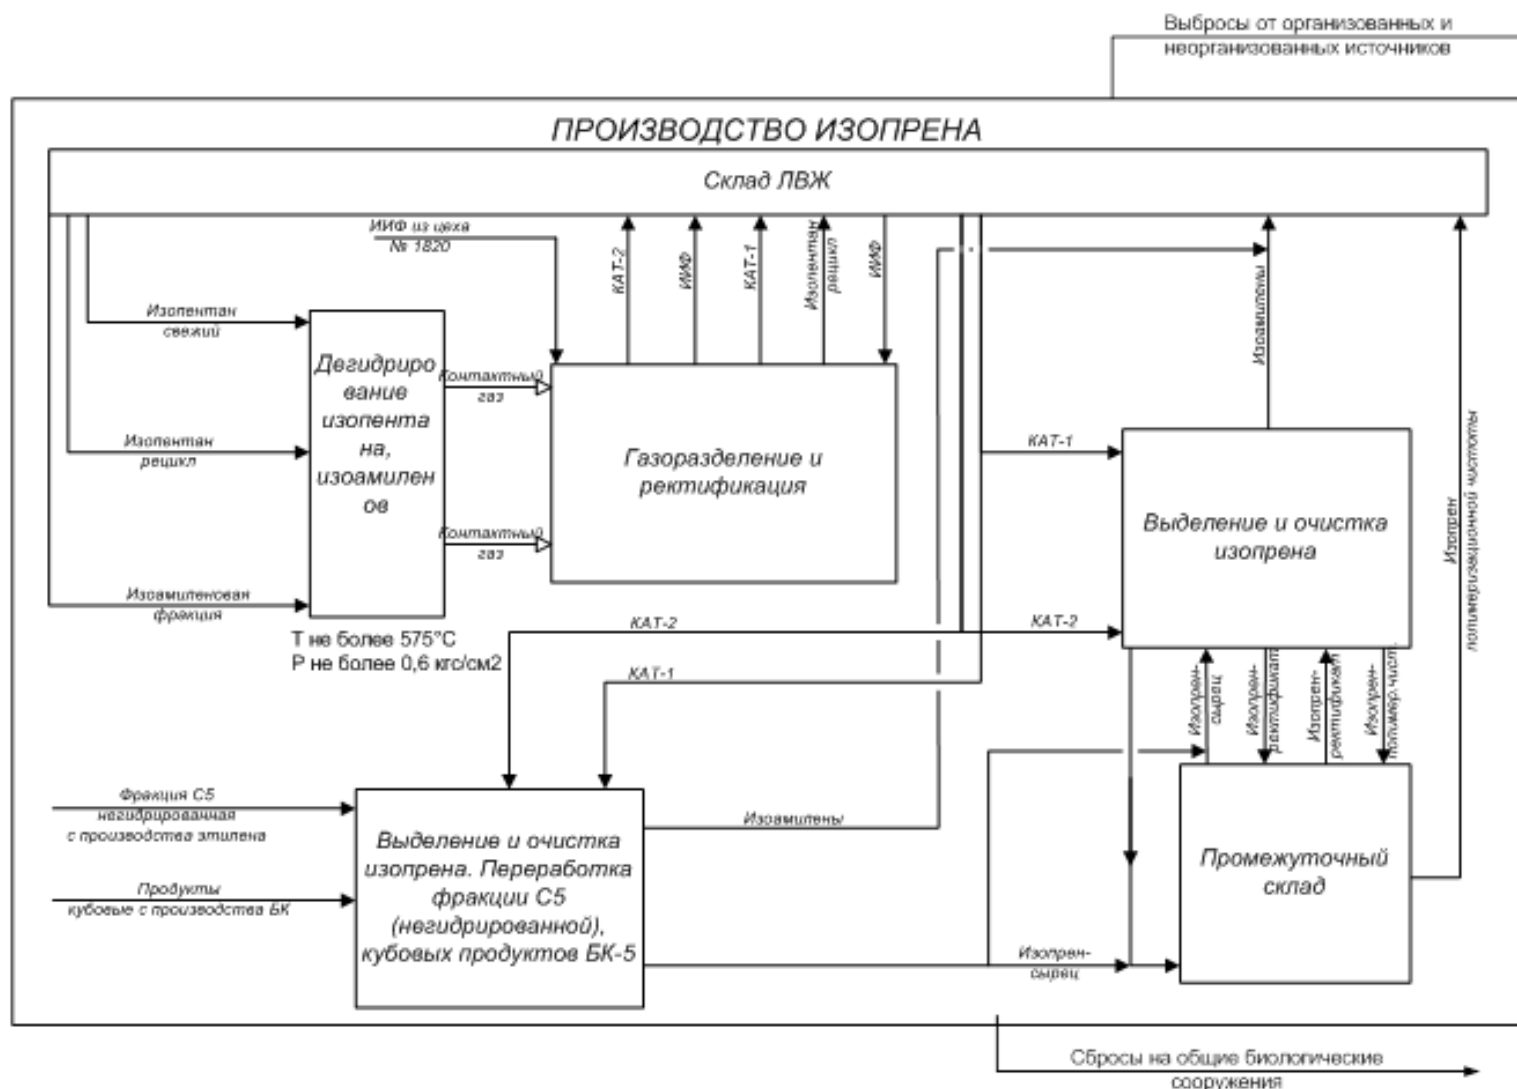 Выбросы от организованных и
неорганизованных источников
ПРОИЗВОДСТВО ИЗОПРЕНА
Склад ЛВЖ
ИИФ из цеха
№ 1820
КАТ-2
ИИФ
КАТ-1
Изопентан
рецикл
ИИФ
Изоамилены
Изопрен
полимеризационной чистоты
Изопентан
свежий
Изопентан
рецикл
Изоамиленовая
фракция
Дегидриро
вание
изопента
на,
изоамилен
ов
Контактный
газ
Контактный
газ
Газоразделение и
ректификация
КАТ-1
Выделение и очистка
изопрена
Т не более 575°С
Р не более 0,6 кгс/см2
КАТ-2
КАТ-2
КАТ-1
Изопрен-
сырец
Изопрен-
ректификат
Изопрен-
ректификат
Изопрен-
полимер.чист.
Фракция С5
негидрированная
с производства этилена
Продукты
кубовые с производства БК
Выделение и очистка
изопрена. Переработка
фракции С5
(негидрированной),
кубовых продуктов БК-5
Изоамилены
Изопрен-
сырец
Промежуточный
склад
Сбросы на общие биологические
сооружения